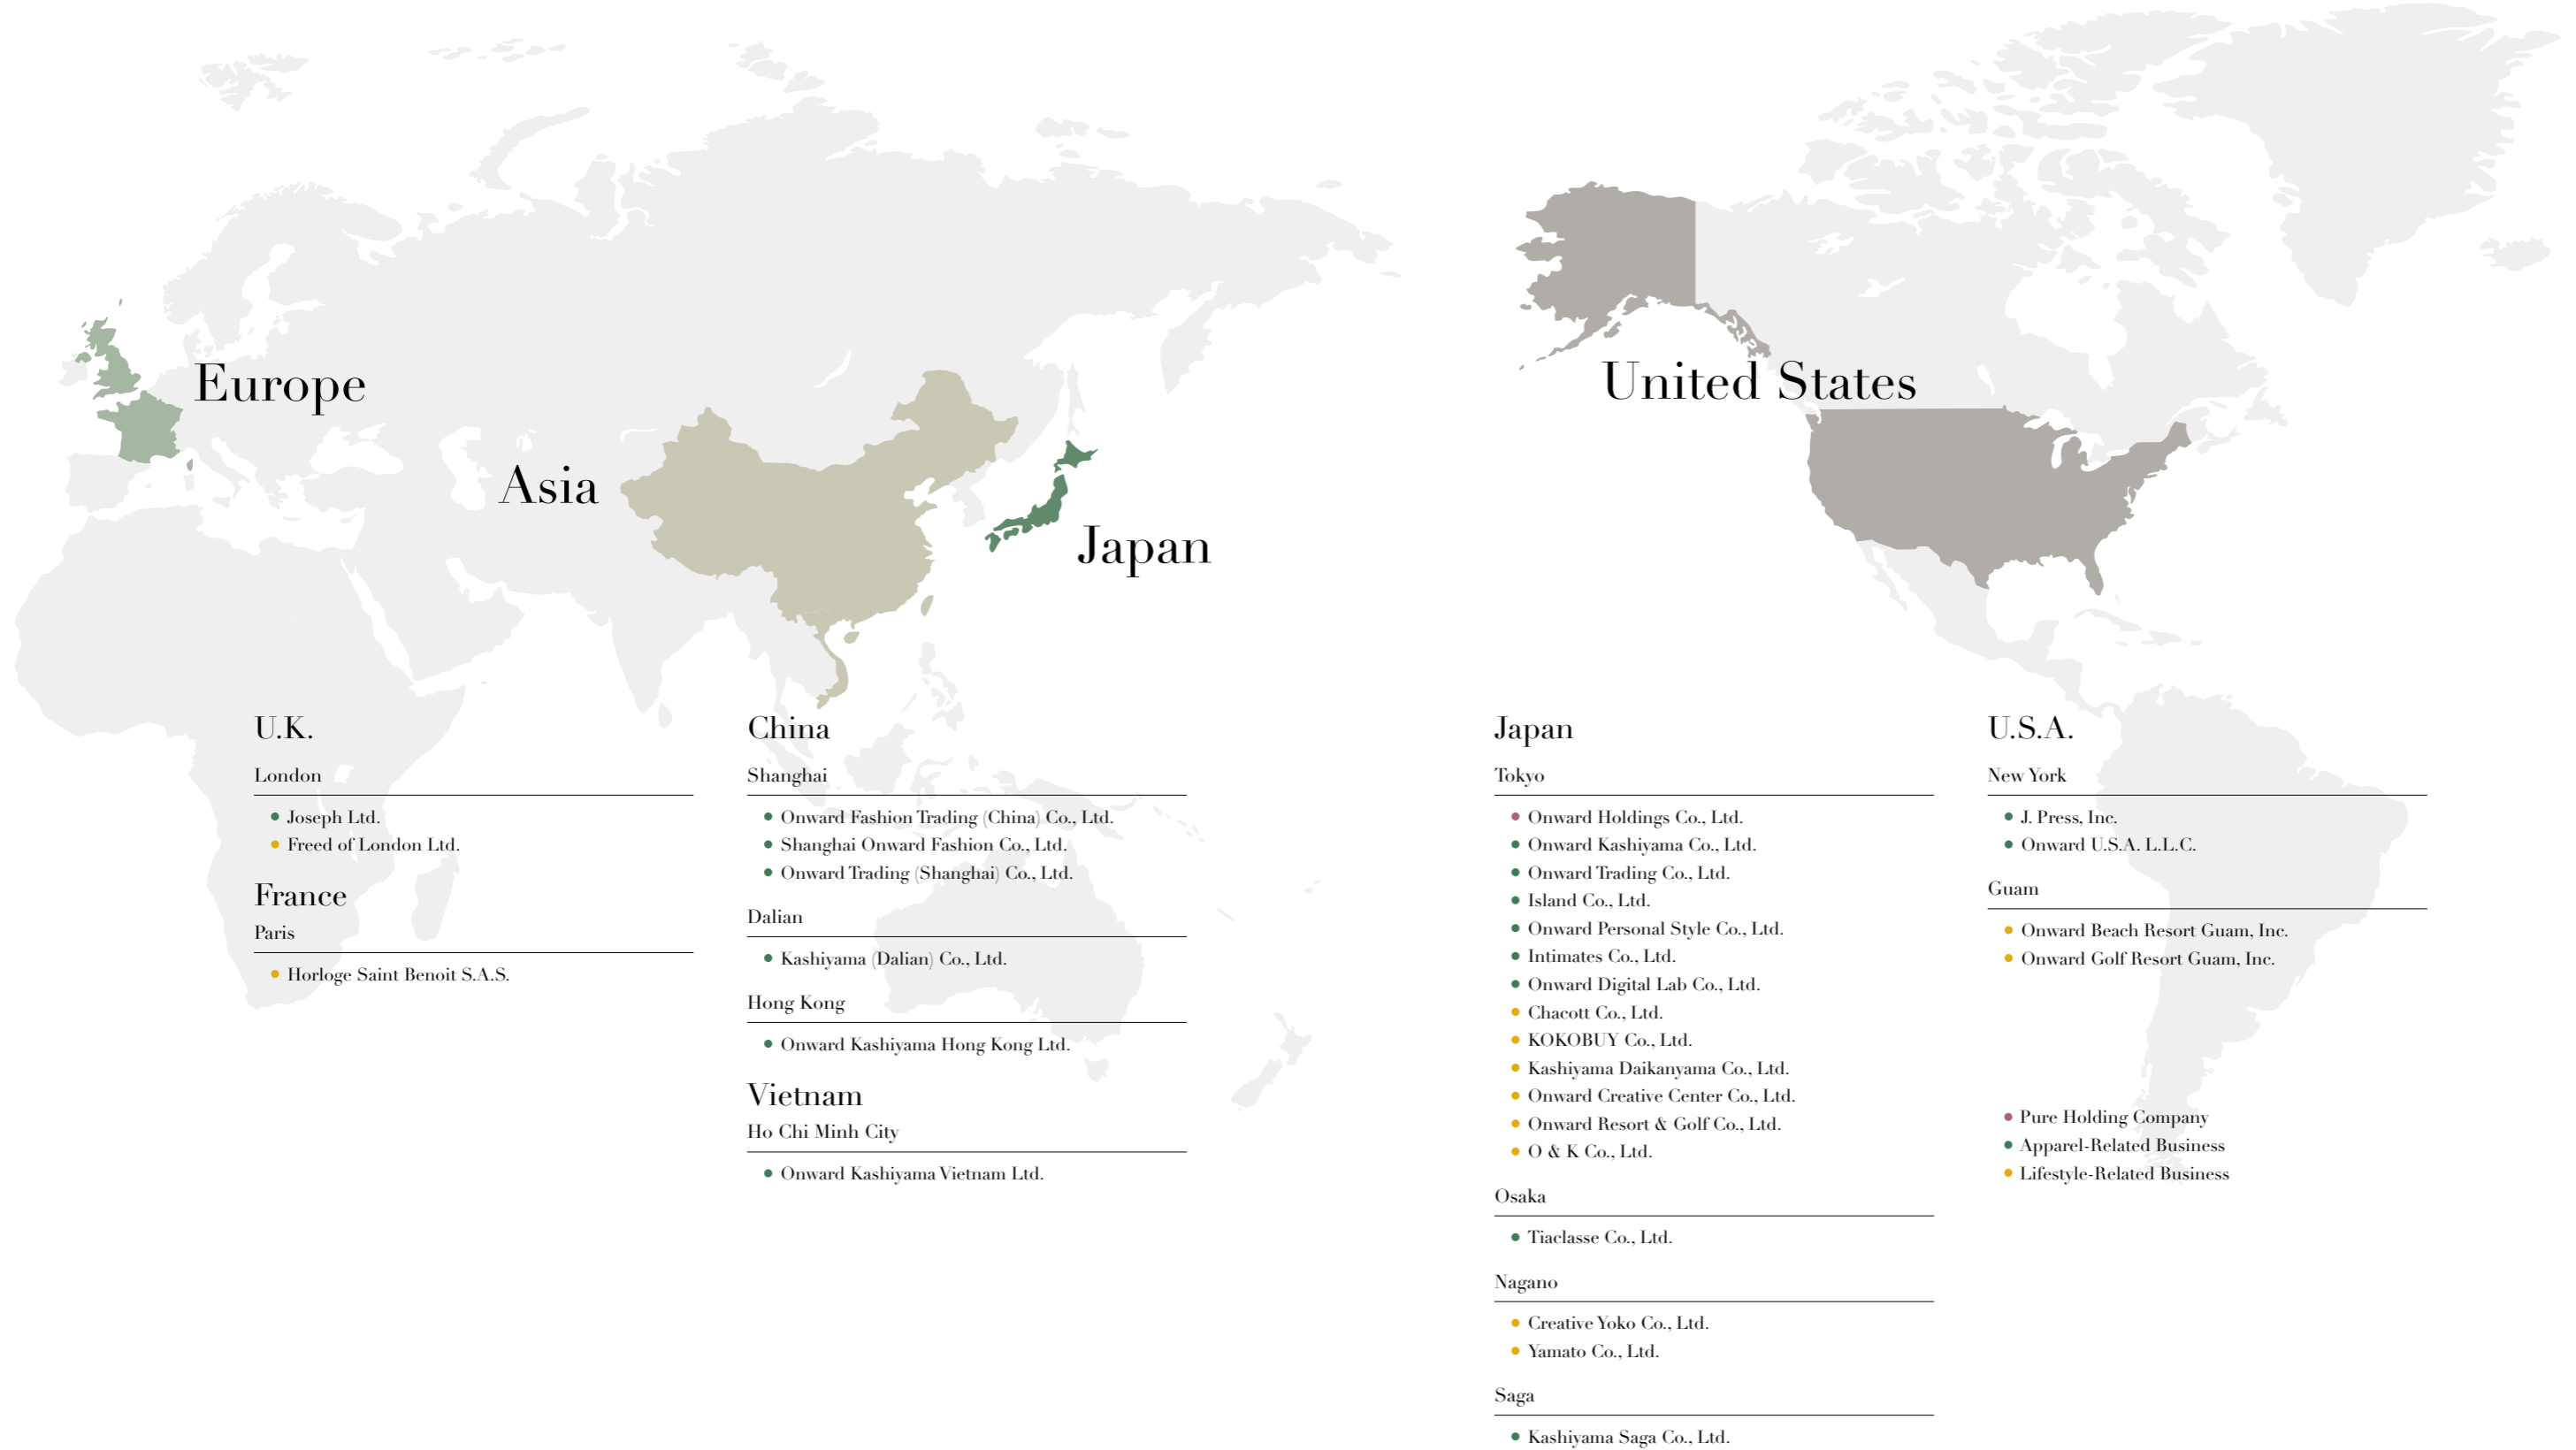 Europe
Asia
Japan
United States
U.K.
London
Joseph Ltd.
Freed of London Ltd.
France
Paris
Horloge Saint Benoit S.A.S.
China
Shanghai
Onward Fashion Trading (China) Co., Ltd.
Shanghai Onward Fashion Co., Ltd.
Onward Trading (Shanghai) Co., Ltd.
Dalian
Kashiyama (Dalian) Co., Ltd.
Hong Kong
Onward Kashiyama Hong Kong Ltd.
Vietnam
Ho Chi Minh City
Onward Kashiyama Vietnam Ltd.
Japan
Tokyo
Onward Holdings Co., Ltd.
Onward Kashiyama Co., Ltd.
Onward Trading Co., Ltd.
Island Co., Ltd.
Onward Personal Style Co., Ltd.
Intimates Co., Ltd.
Onward Digital Lab Co., Ltd.
Chacott Co., Ltd.
KOKOBUY Co., Ltd.
Kashiyama Daikanyama Co., Ltd.
Onward Creative Center Co., Ltd.
Onward Resort & Golf Co., Ltd.
O & K Co., Ltd.
Osaka
Tiaclasse Co., Ltd.
Nagano
Creative Yoko Co., Ltd.
Yamato Co., Ltd.
Saga
Kashiyama Saga Co., Ltd.
U.S.A.
New York
J. Press, Inc.
Onward U.S.A. L.L.C.
Guam
Onward Beach Resort Guam, Inc.
Onward Golf Resort Guam, Inc.
Pure Holding Company
Apparel-Related Business
Lifestyle-Related Business